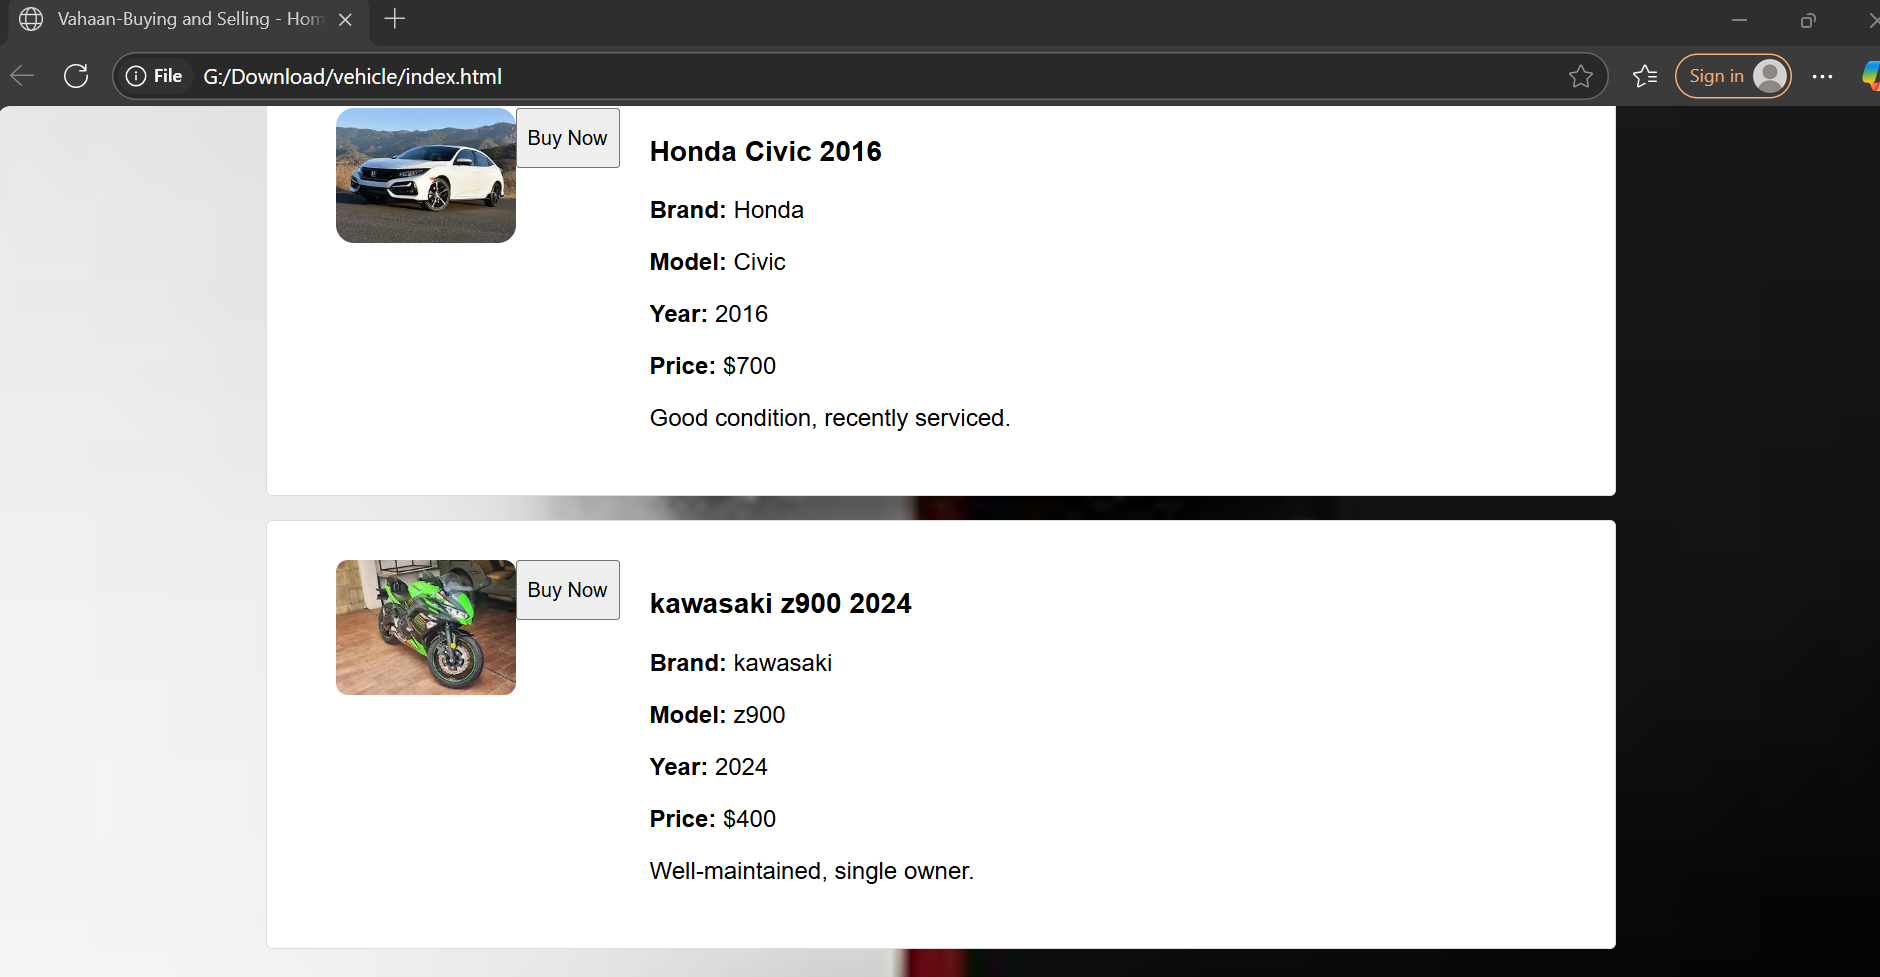 Vahaan-Buying and Selling - Hom
File
G:/Download/vehicle/index.html
Sign in
Buy Now
Honda Civic 2016
Brand: Honda
Model: Civic
Year: 2016
Price: $700
Good condition, recently serviced.
Buy Now
kawasaki z900 2024
Brand: kawasaki
Model: z900
Year: 2024
Price: $400
Well-maintained, single owner.